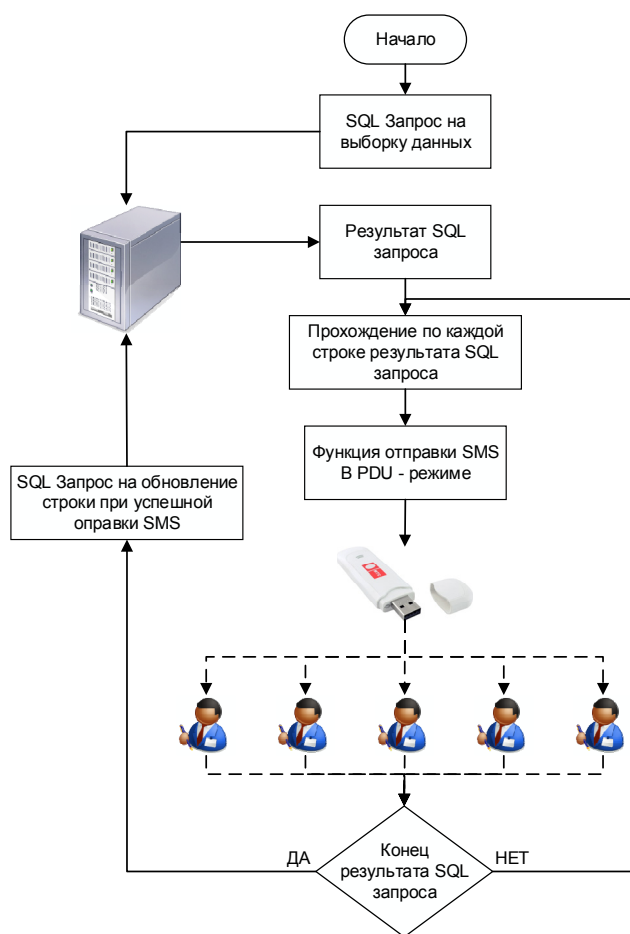 Начало
SQL Запрос на
выборку данных
Результат SQL
запроса
Прохождение по каждой
строке результата SQL
запроса
Функция отправки SMS
В PDU - режиме
SQL Запрос на обновление
строки при успешной
оправки SMS
ДА
Конец
результата SQL
запроса
НЕТ